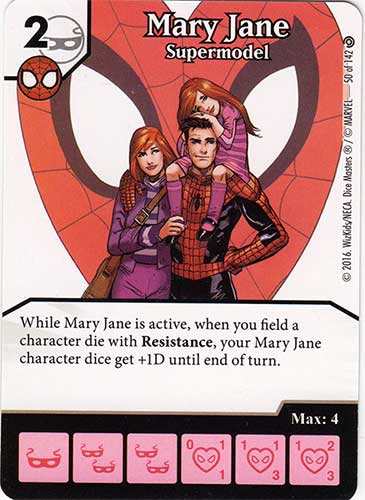 2
Mary Jane
Supermodel
While Mary Jane is active, when you field a
character die with Resistance, your Mary Jane
character dice get +1D until end of turn.
Max: 4
0 1 1
1 1 3
1 2 2 3
© 2016. WizKids/NECA. Dice Masters ® / © MARVEL — 50 of 142